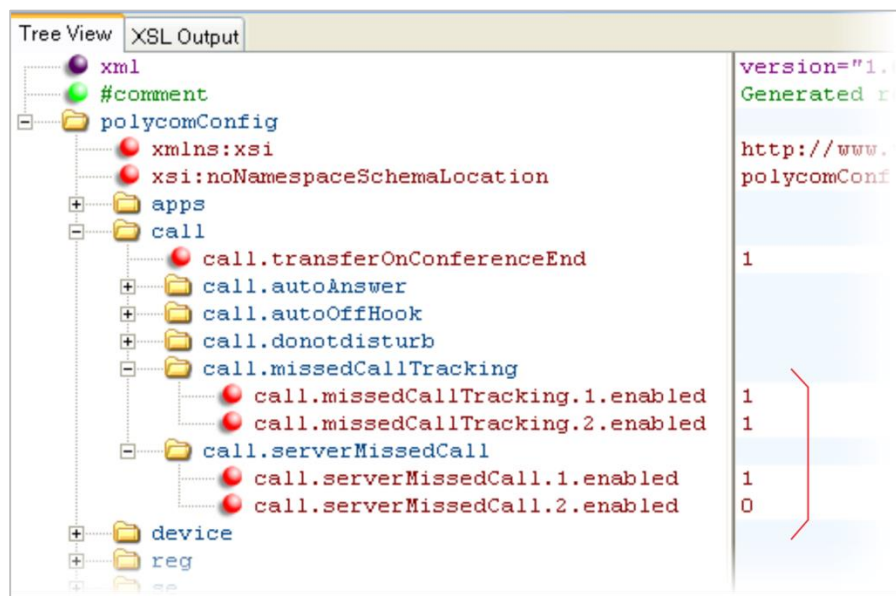 Tree View XSL Output
xml version="1.
#comment Generated r
polycomConfig
xmlns:xsi http://www.
xsi:noNamespaceSchemaLocation polycomConf
apps
call
call.transferOnConferenceEnd 1
call.autoAnswer
call.autoOffHook
call.donotdisturb
call.missedCallTracking
call.missedCallTracking.1.enabled 1
call.missedCallTracking.2.enabled 1
call.serverMissedCall
call.serverMissedCall.1.enabled 1
call.serverMissedCall.2.enabled 0
device
reg
se